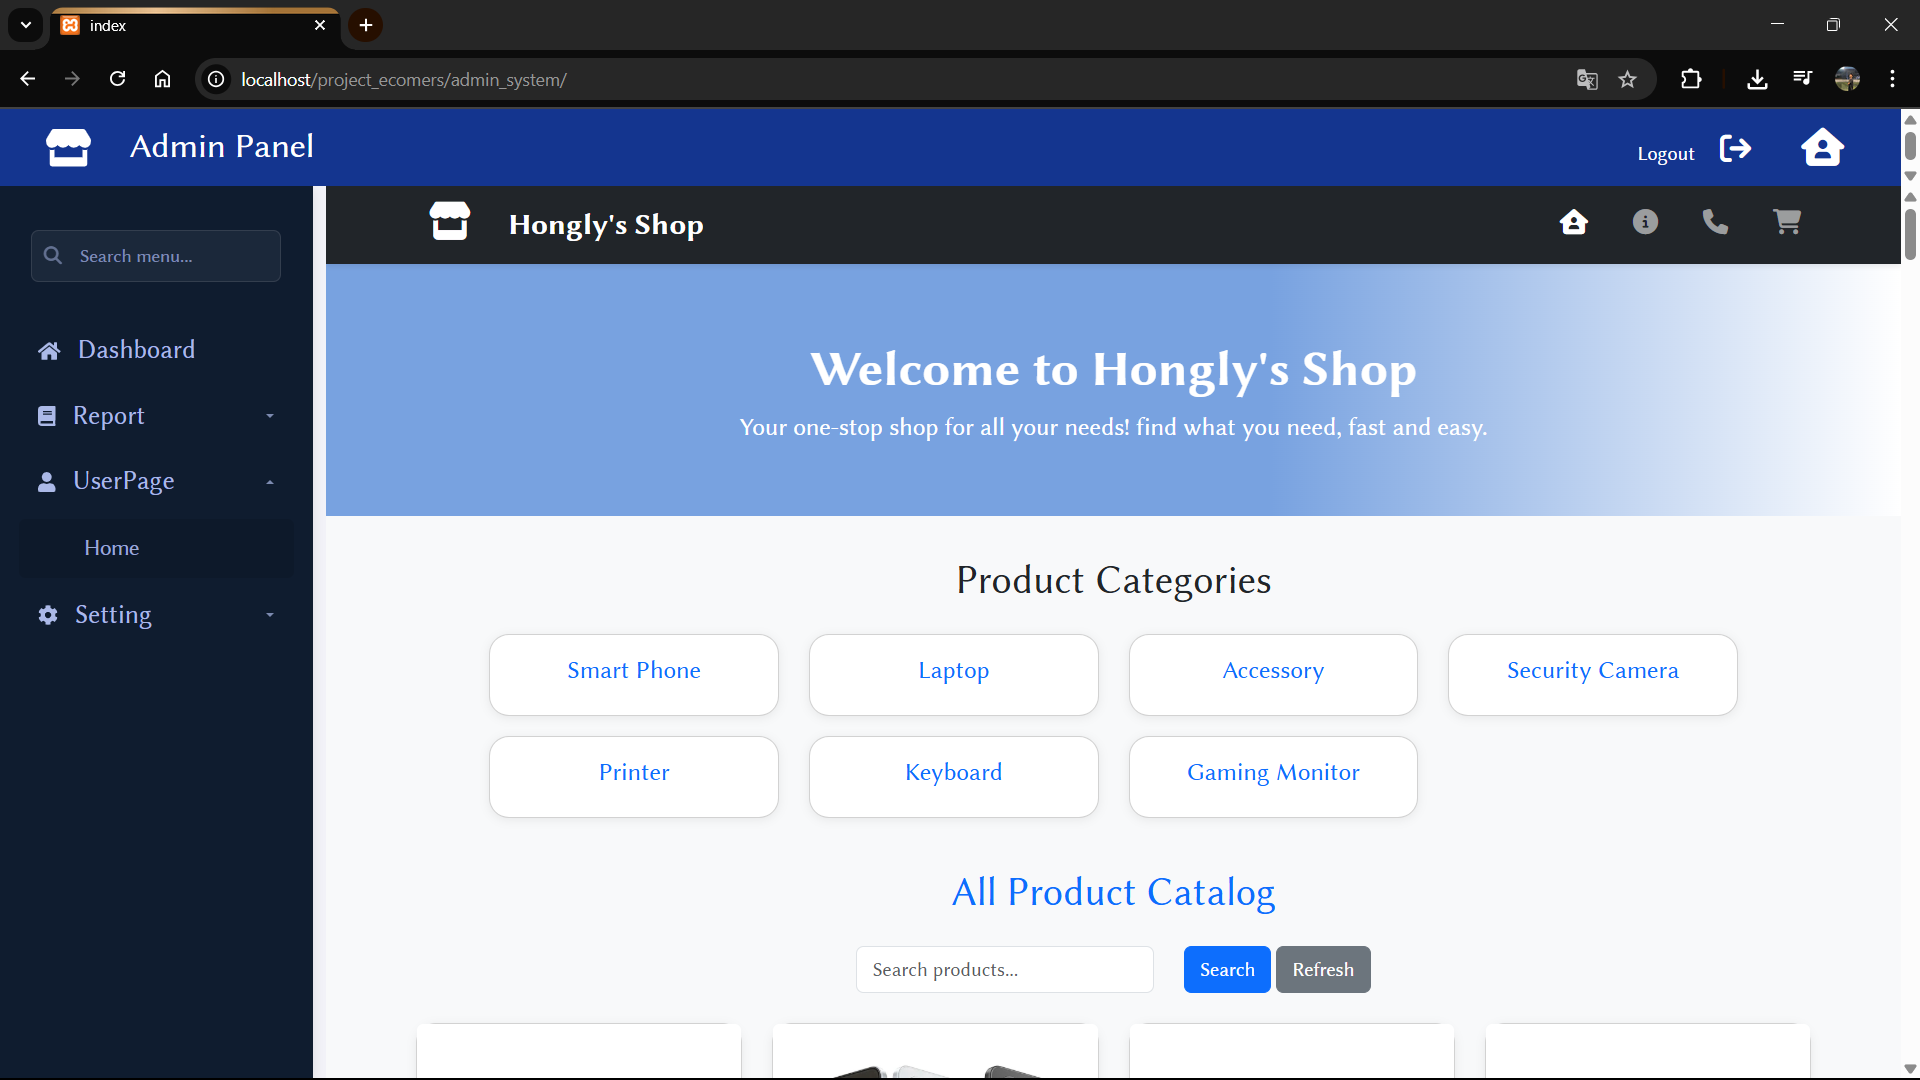 index
localhost/project_ecomers/admin_system/
Admin Panel
Logout
Search menu...
Dashboard
Report
UserPage
Home
Setting
Hongly's Shop
Welcome to Hongly's Shop
Your one-stop shop for all your needs! find what you need, fast and easy.
Product Categories
Smart Phone
Laptop
Accessory
Security Camera
Printer
Keyboard
Gaming Monitor
All Product Catalog
Search products...
Search
Refresh